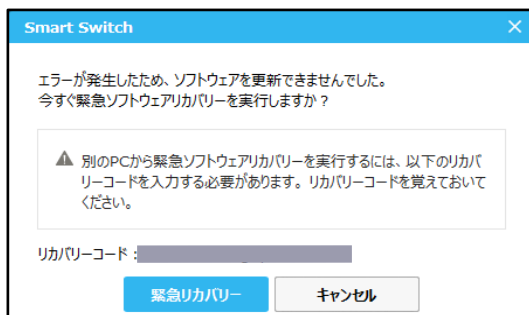 Smart Switch
エラーが発生したため、ソフトウェアを更新できませんでした。
今すぐ緊急ソフトウェアリカバリーを実行しますか?
別のPCから緊急ソフトウェアリカバリーを実行するには、以下のリカバ
リーコードを入力する必要があります。リカバリーコードを覚えておいて
ください。
リカバリーコード:
緊急リカバリー キャンセル